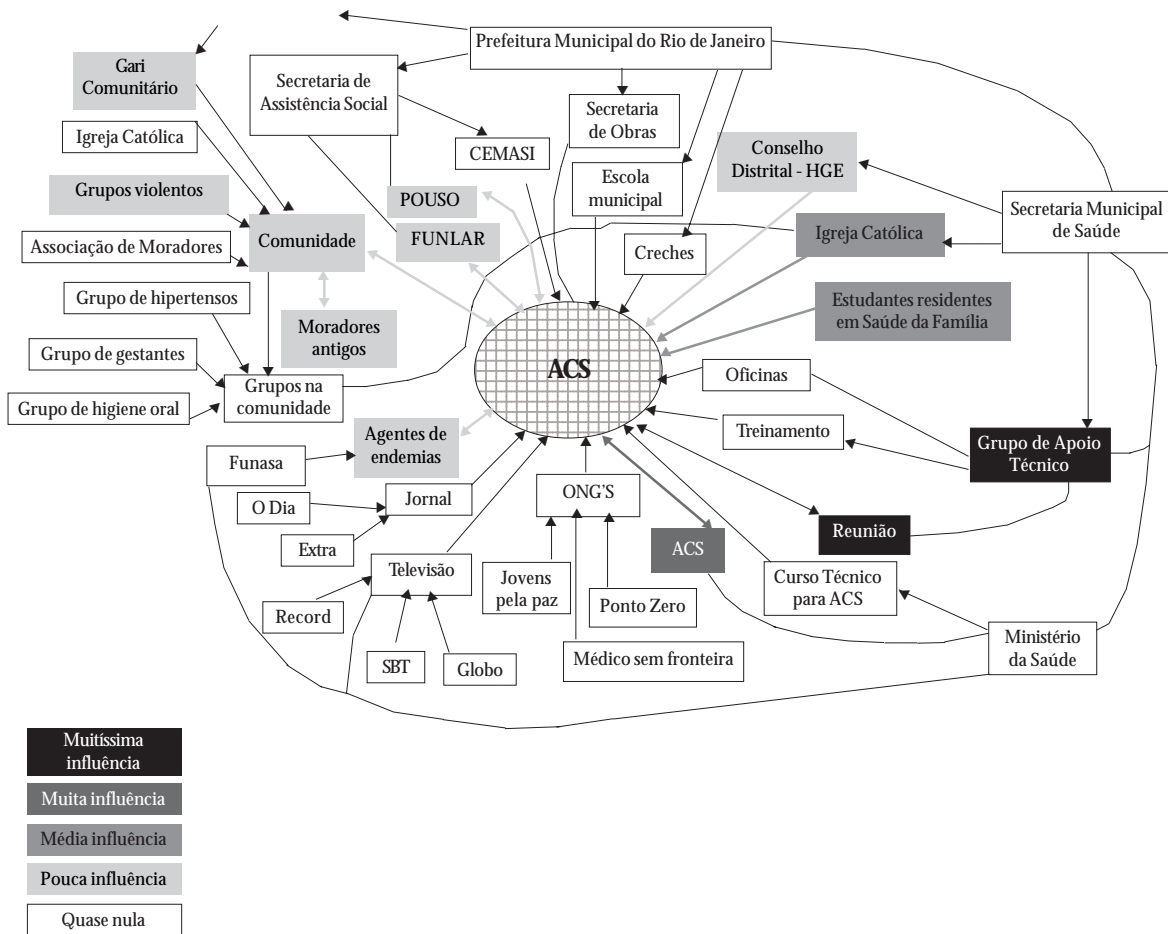 Prefeitura Municipal do Rio de Janeiro
Gari
Comunitário
Secretaria de
Assistência Social
Secretaria
de Obras
Igreja Católica
CEMASI
Conselho
Distrital - HGE
Escola
municipal
Grupos violentos
POUSO
Secretaria Municipal
de Saúde
Comunidade
FUNLAR
Igreja Católica
Associação de Moradores
Creches
Grupo de hipertensos
Estudantes residentes
em Saúde da Família
Moradores
antigos
Grupo de gestantes
ACS
Oficinas
Grupos na
comunidade
Grupo de higiene oral
Agentes de
endemias
Treinamento
Grupo de Apoio
Técnico
Funasa
Jornal
ONG'S
O Dia
Reunião
ACS
Extra
Televisão
Jovens
pela paz
Curso Técnico
para ACS
Record
Ponto Zero
Ministério
da Saúde
SBT
Globo
Médico sem fronteira
Muitíssima
influência
Muita influência
Média influência
Pouca influência
Quase nula